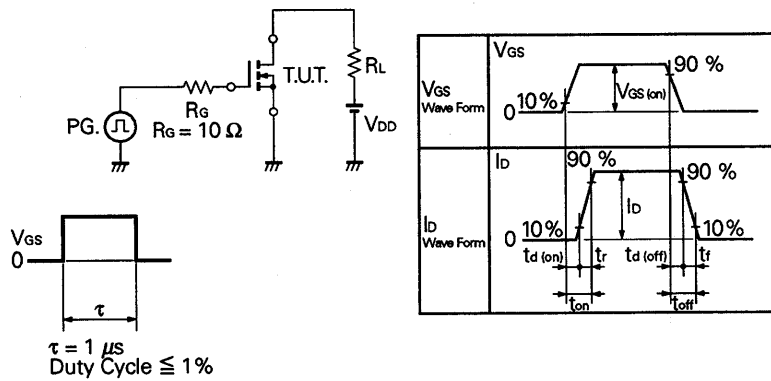 T.U.T.
RL
RG
RG = 10 Ω
PG.
VDD
VGS
0
τ
τ = 1 μs
Duty Cycle ≦ 1%
VGS
Wave Form
VGS
90 %
10%
VGS (on)
0
ID
Wave Form
ID
90 %
90 %
ID
0 10%
10%
td (on) tr td (off) tf
ton toff